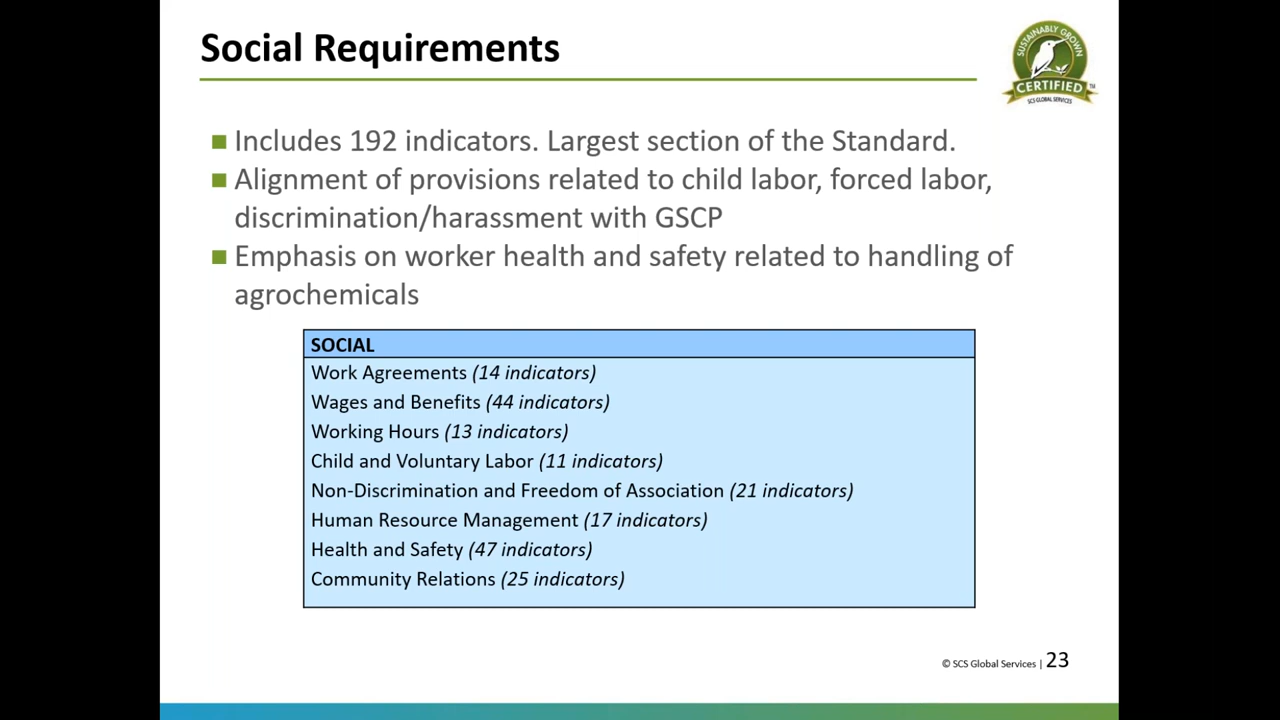 Social Requirements
SUSTAINABLY GROWN
CERTIFIED™
SCS GLOBAL SERVICES
Includes 192 indicators. Largest section of the Standard.
Alignment of provisions related to child labor, forced labor,
discrimination/harassment with GSCP
Emphasis on worker health and safety related to handling of
agrochemicals
SOCIAL
Work Agreements (14 indicators)
Wages and Benefits (44 indicators)
Working Hours (13 indicators)
Child and Voluntary Labor (11 indicators)
Non-Discrimination and Freedom of Association (21 indicators)
Human Resource Management (17 indicators)
Health and Safety (47 indicators)
Community Relations (25 indicators)
© SCS Global Services | 23